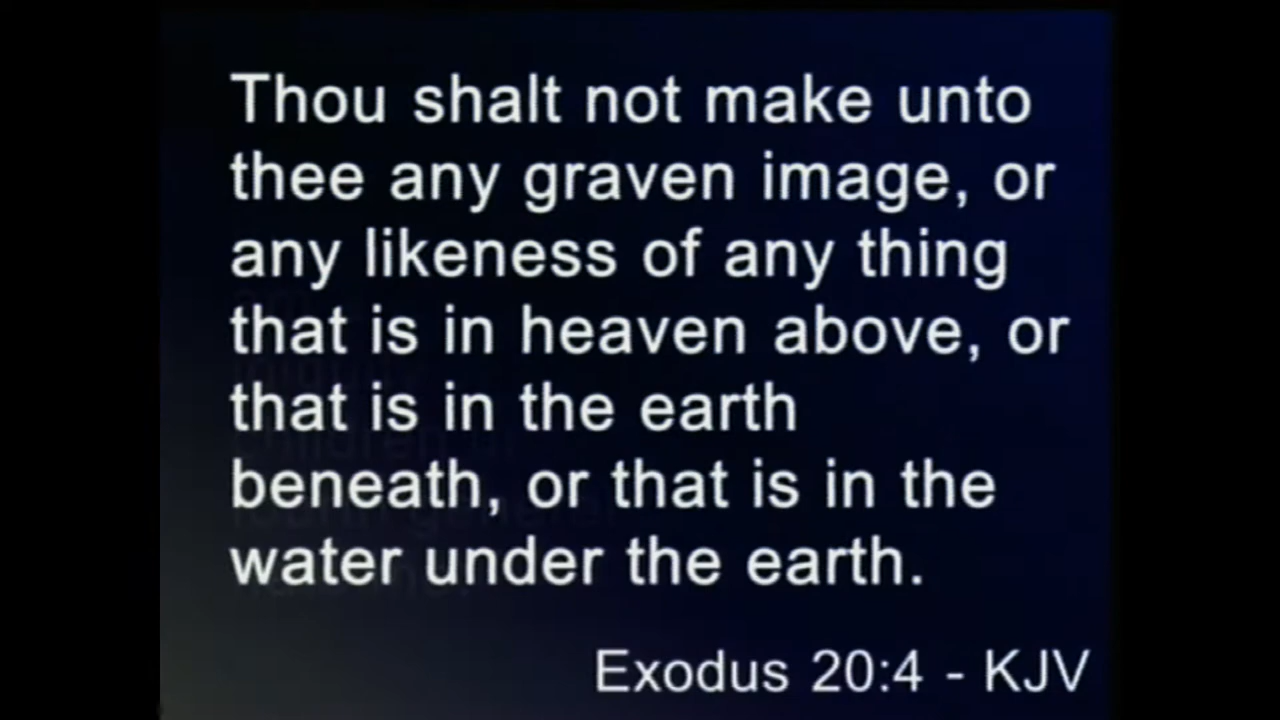 Thou shalt not make unto
thee any graven image, or
any likeness of any thing
that is in heaven above, or
that is in the earth
beneath, or that is in the
water under the earth.
Exodus 20:4 - KJV